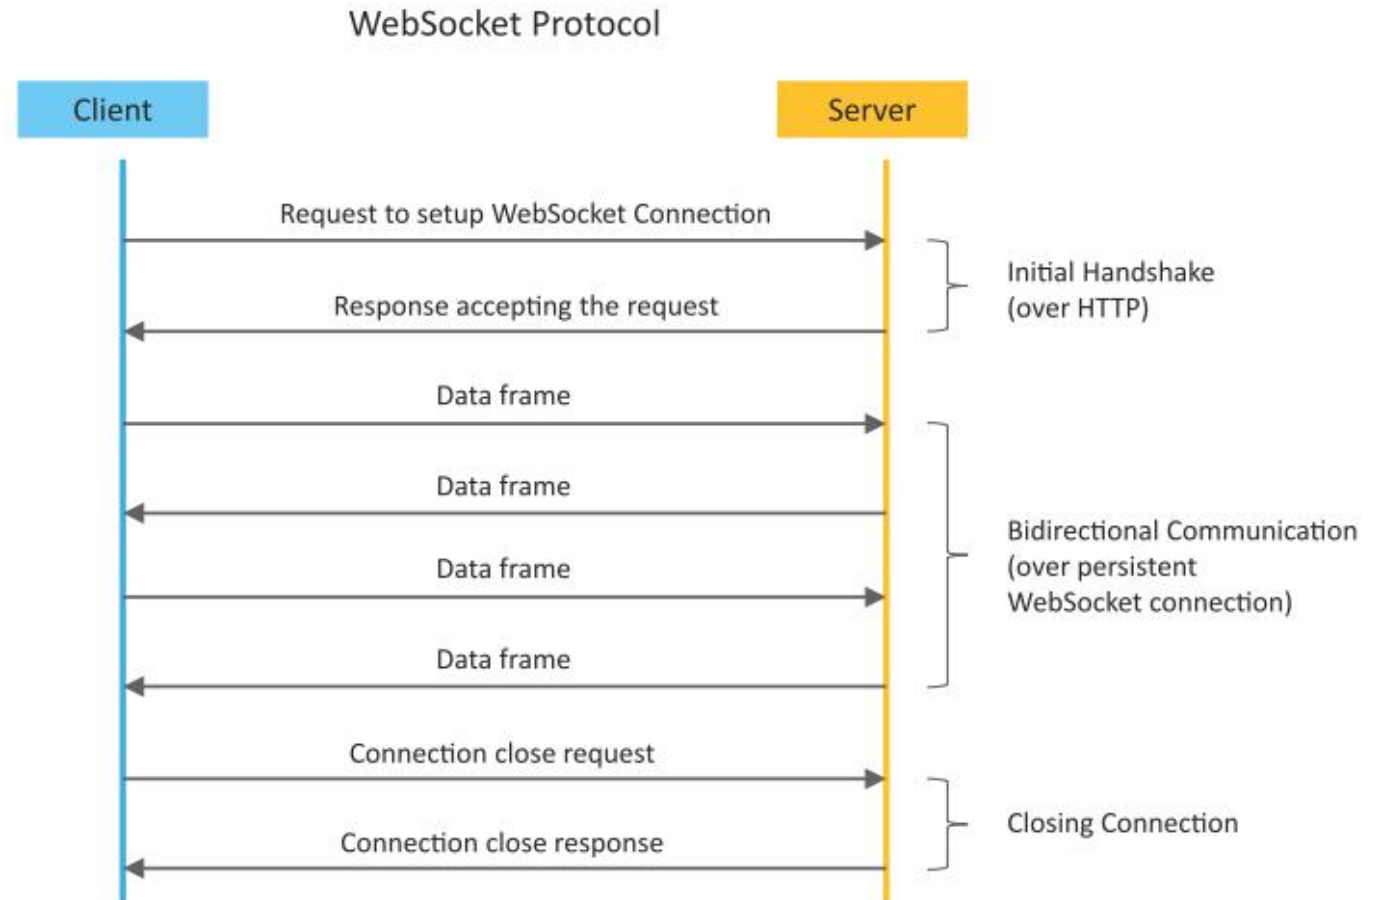 WebSocket Protocol
Client
Server
Request to setup WebSocket Connection
Response accepting the request
Initial Handshake
(over HTTP)
Data frame
Data frame
Data frame
Data frame
Bidirectional Communication
(over persistent
WebSocket connection)
Connection close request
Connection close response
Closing Connection